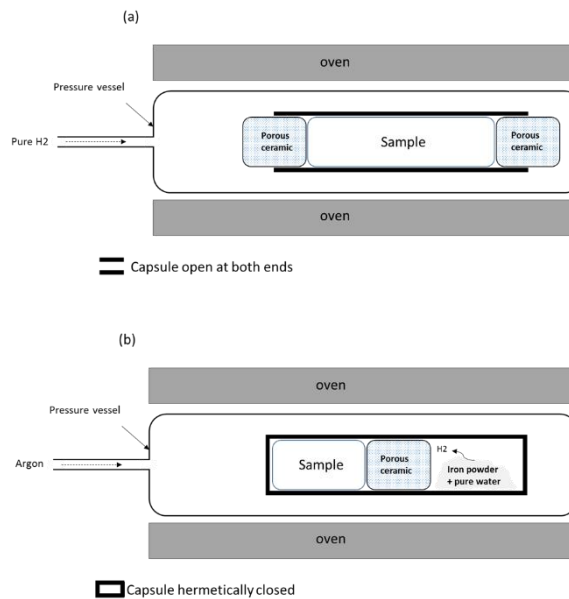 (a)
oven
Pressure vessel
Pure H2
Porous
ceramic
Sample
Porous
ceramic
oven
Capsule open at both ends
(b)
oven
Pressure vessel
Argon
Sample
Porous
ceramic
H2
Iron powder
+ pure water
oven
Capsule hermetically closed